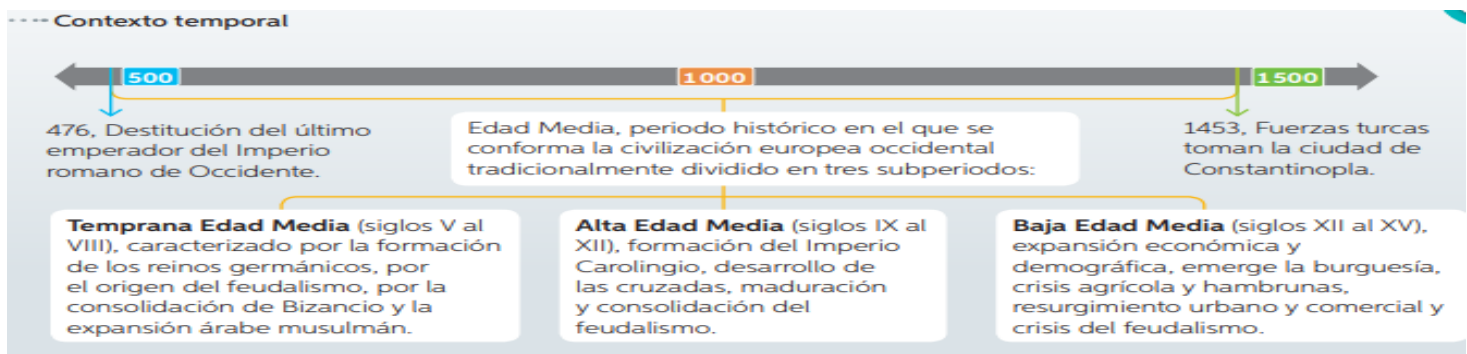 Contexto temporal
500
1000
1500
476, Destitución del último
emperador del Imperio
romano de Occidente.
Edad Media, periodo histórico en el que se
conforma la civilización europea occidental
tradicionalmente dividido en tres subperiodos:
1453, Fuerzas turcas
toman la ciudad de
Constantinopla.
Temprana Edad Media (siglos V al
VIII), caracterizado por la formación
de los reinos germánicos, por
el origen del feudalismo, por la
consolidación de Bizancio y la
expansión árabe musulmán.
Alta Edad Media (siglos IX al
XII), formación del Imperio
Carolingio, desarrollo de
las cruzadas, maduración
y consolidación del
feudalismo.
Baja Edad Media (siglos XII al XV),
expansión económica y
demográfica, emerge la burguesía,
crisis agrícola y hambrunas,
resurgimiento urbano y comercial y
crisis del feudalismo.